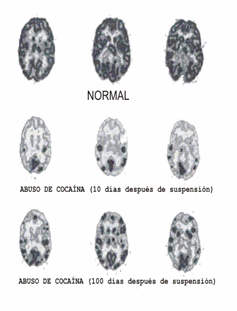 NORMAL
ABUSO DE COCAÍNA (10 días después de suspensión)
ABUSO DE COCAÍNA (100 días después de suspensión)